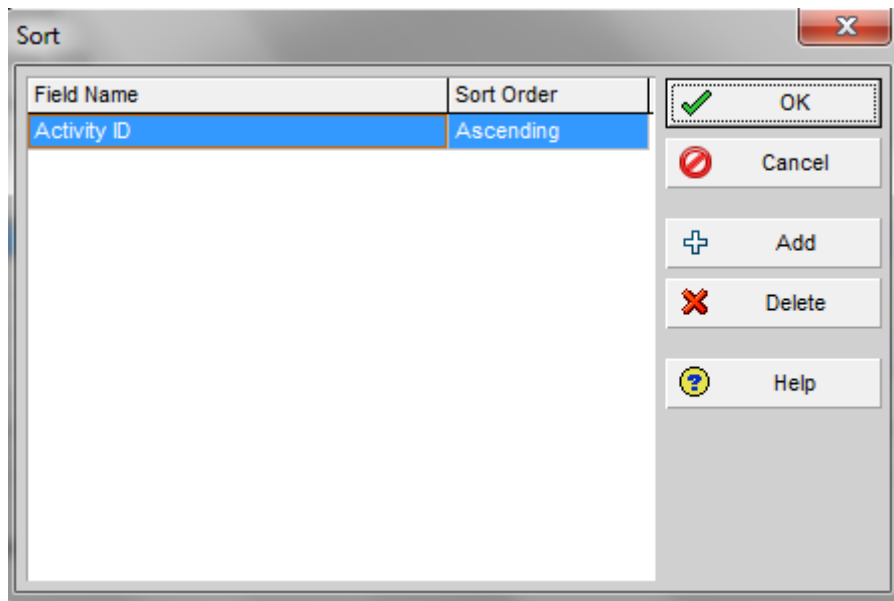 Sort
Field Name Sort Order
Activity ID Ascending
OK
Cancel
Add
Delete
Help